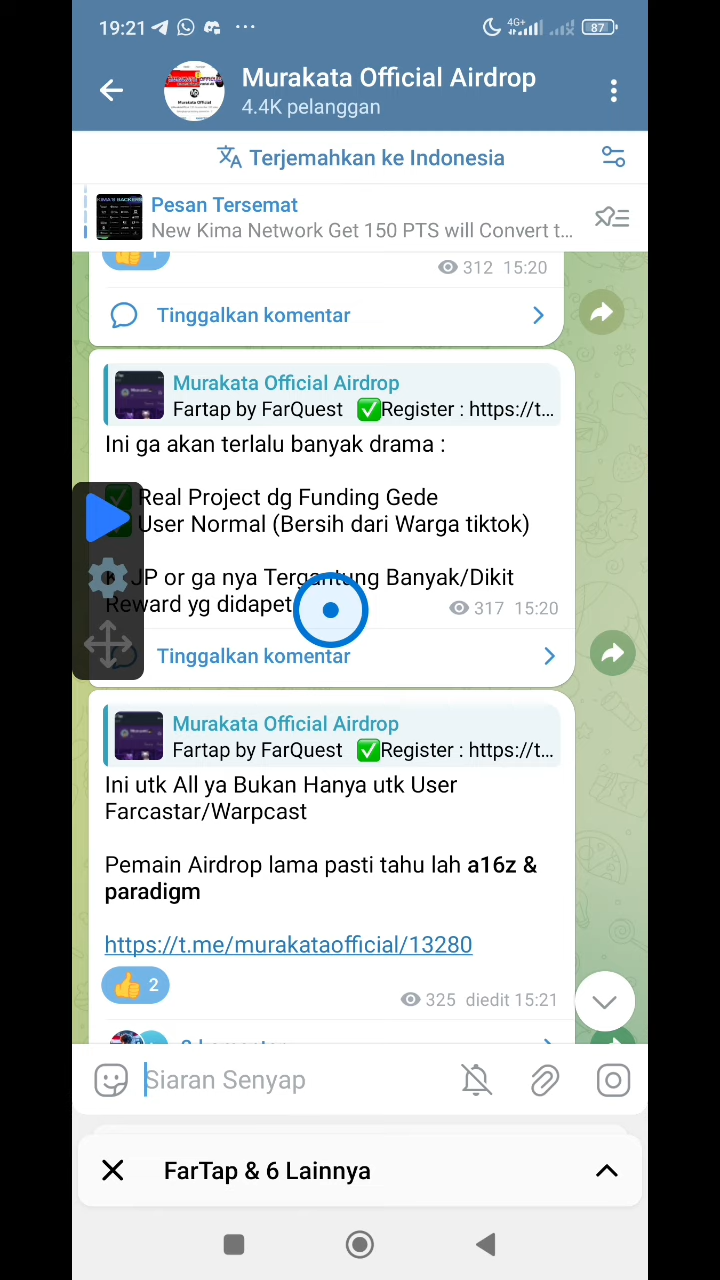 19:21
4G+
87
Murakata Official Airdrop
4.4K pelanggan
Terjemahkan ke Indonesia
Pesan Tersemat
New Kima Network Get 150 PTS will Convert t...
312 15:20
Tinggalkan komentar
Murakata Official Airdrop
Fartap by FarQuest ✅Register : https://t...
Ini ga akan terlalu banyak drama :
Real Project dg Funding Gede
User Normal (Bersih dari Warga tiktok)
JP or ga nya Tergantung Banyak/Dikit
Reward yg didapet
317 15:20
Tinggalkan komentar
Murakata Official Airdrop
Fartap by FarQuest ✅Register : https://t...
Ini utk All ya Bukan Hanya utk User
Farcastar/Warpcast
Pemain Airdrop lama pasti tahu lah a16z &
paradigm
https://t.me/murakataofficial/13280
👍 2
325 diedit 15:21
Siaran Senyap
FarTap & 6 Lainnya